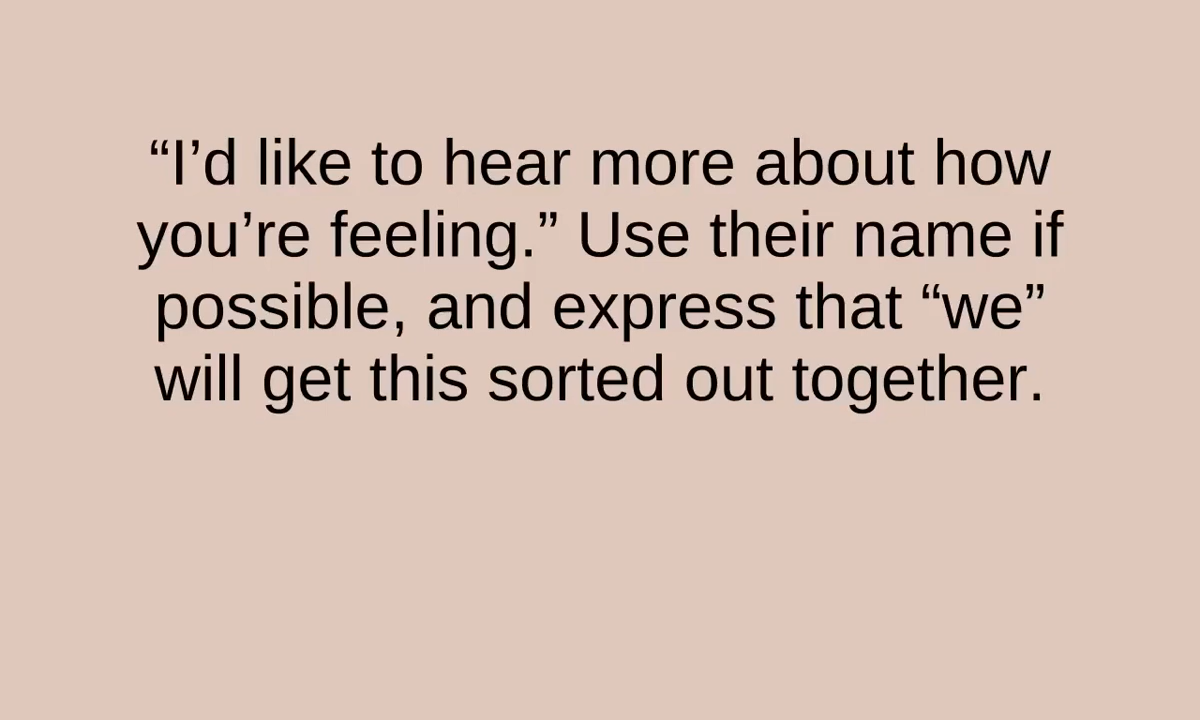 “I’d like to hear more about how
you’re feeling.” Use their name if
possible, and express that “we”
will get this sorted out together.